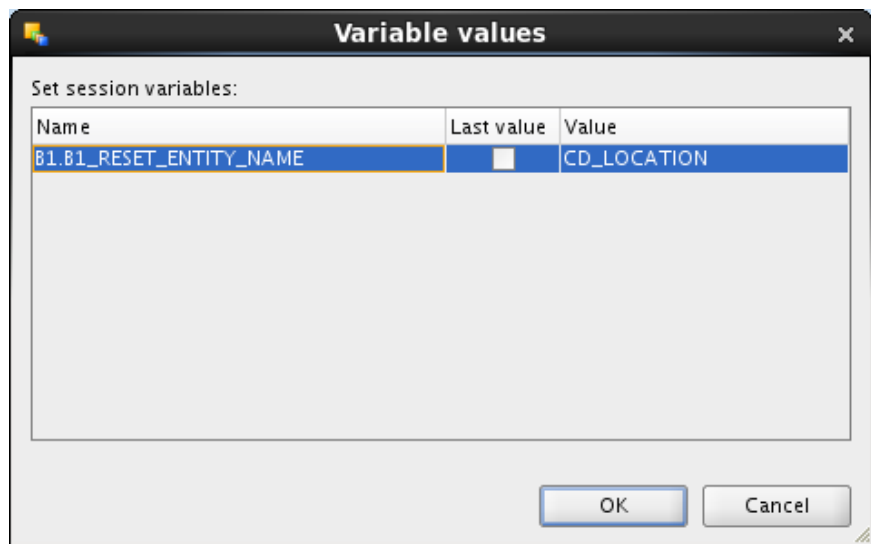 Variable values
Set session variables:
Name Last value Value
B1.B1_RESET_ENTITY_NAME CD_LOCATION
OK Cancel